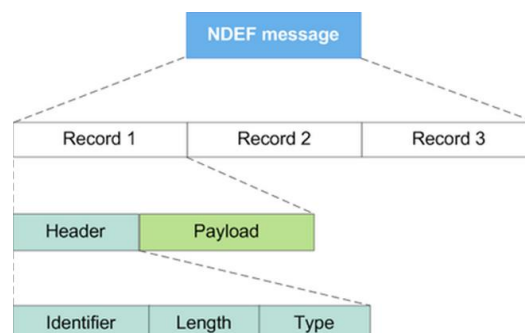 NDEF message
Record 1 Record 2 Record 3
Header Payload
Identifier Length Type